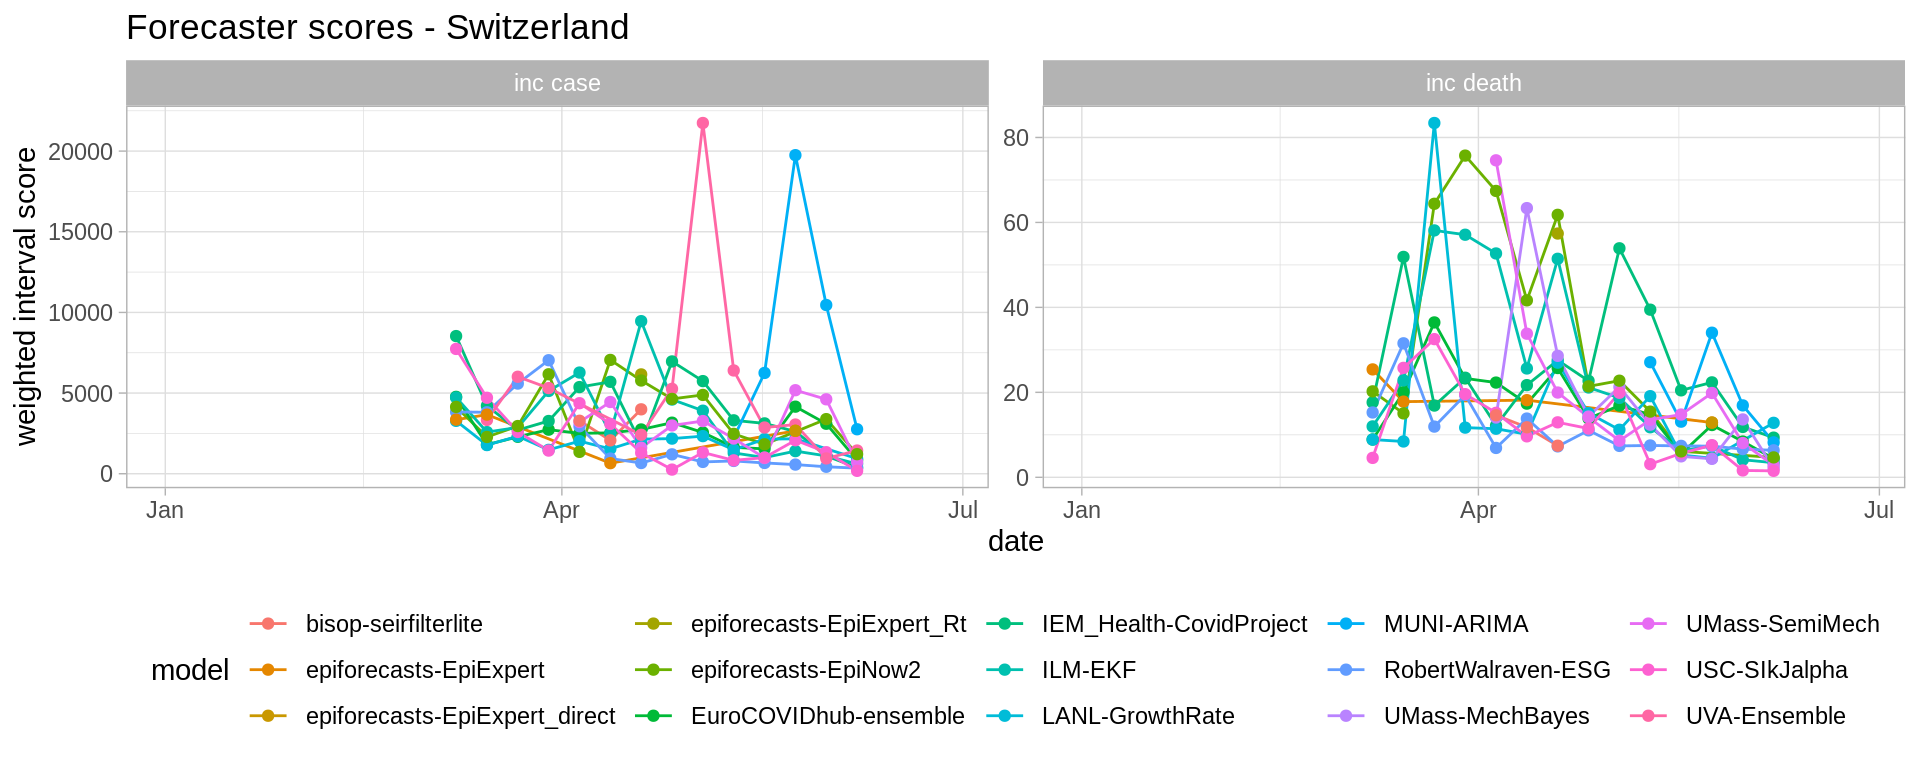 Forecaster scores - Switzerland
inc case
inc death
weighted interval score
20000
15000
10000
5000
0
80
60
40
20
0
Jan
Apr
Jul
Jan
Apr
Jul
date
model
bisop-seirfilterlite
epiforecasts-EpiExpert
epiforecasts-EpiExpert_direct
epiforecasts-EpiExpert_Rt
epiforecasts-EpiNow2
EuroCOVIDhub-ensemble
IEM_Health-CovidProject
ILM-EKF
LANL-GrowthRate
MUNI-ARIMA
RobertWalraven-ESG
UMass-MechBayes
UMass-SemiMech
USC-SIkJalpha
UVA-Ensemble